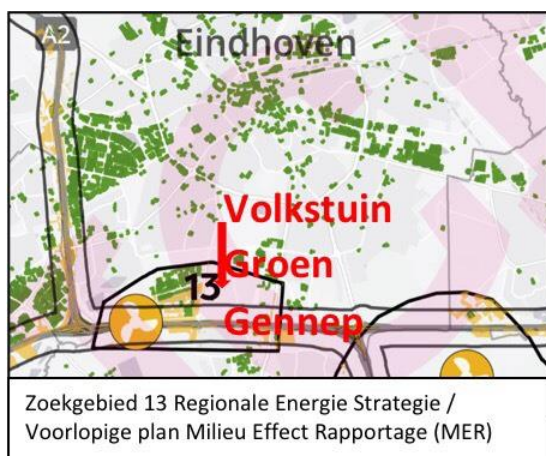 A2
Eindhoven
Volkstuin
Groen
13
Gennep
Zoekgebied 13 Regionale Energie Strategie /
Voorlopige plan Milieu Effect Rapportage (MER)